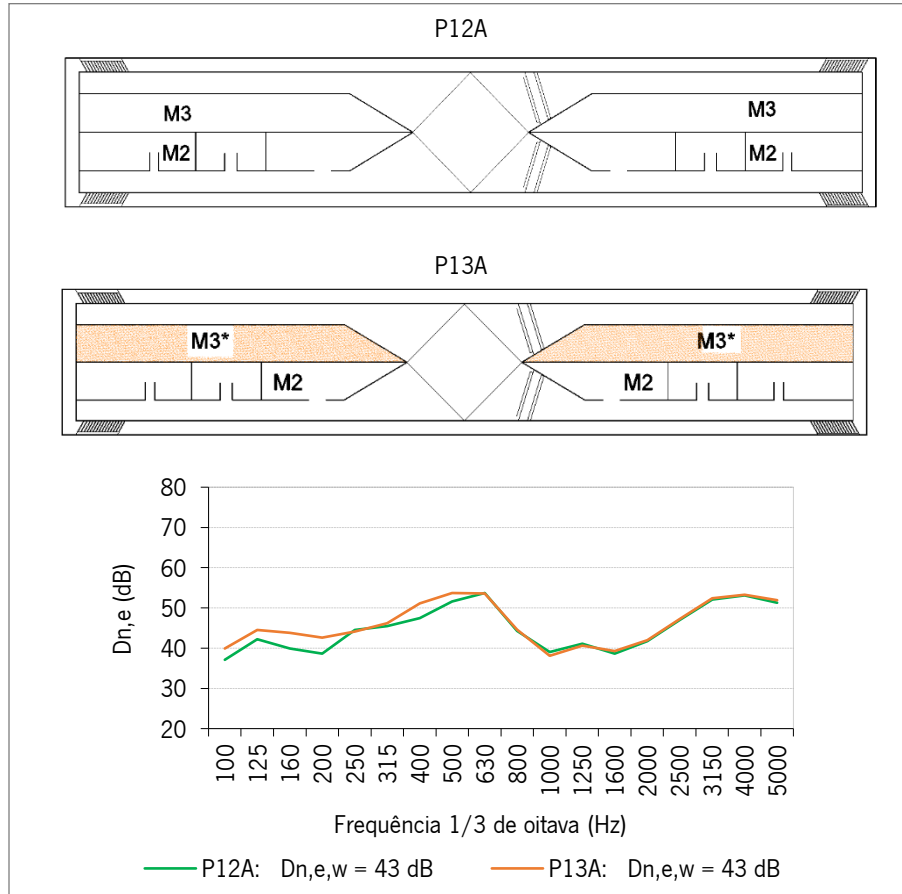 P12A
M3 M3
M2 M2
P13A
M3* M3*
M2 M2
80
70
60
50
40
30
20
Dn,e (dB)
100 125 160 200 250 315 400 500 630 800 1000 1250 1600 2000 2500 3150 4000 5000
Frequência 1/3 de oitava (Hz)
P12A: Dn,e,w = 43 dB P13A: Dn,e,w = 43 dB